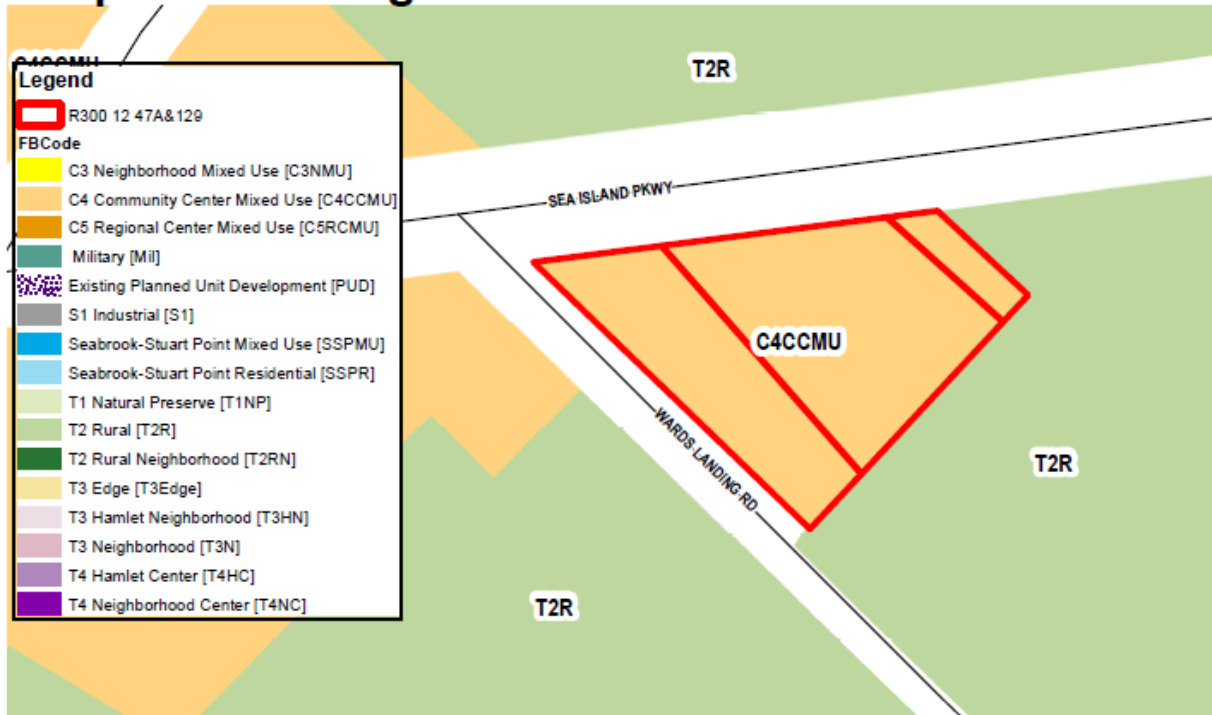 T2R
Legend
R300 12 47A&129
FBCode
C3 Neighborhood Mixed Use [C3NMU]
C4 Community Center Mixed Use [C4CCMU]
C5 Regional Center Mixed Use [C5RCMU]
Military [Mil]
Existing Planned Unit Development [PUD]
S1 Industrial [S1]
Seabrook-Stuart Point Mixed Use [SSPMU]
Seabrook-Stuart Point Residential [SSPR]
T1 Natural Preserve [T1NP]
T2 Rural [T2R]
T2 Rural Neighborhood [T2RN]
T3 Edge [T3Edge]
T3 Hamlet Neighborhood [T3HN]
T3 Neighborhood [T3N]
T4 Hamlet Center [T4HC]
T4 Neighborhood Center [T4NC]
SEA ISLAND PKWY
C4CCMU
WARDS LANDING RD
T2R
T2R